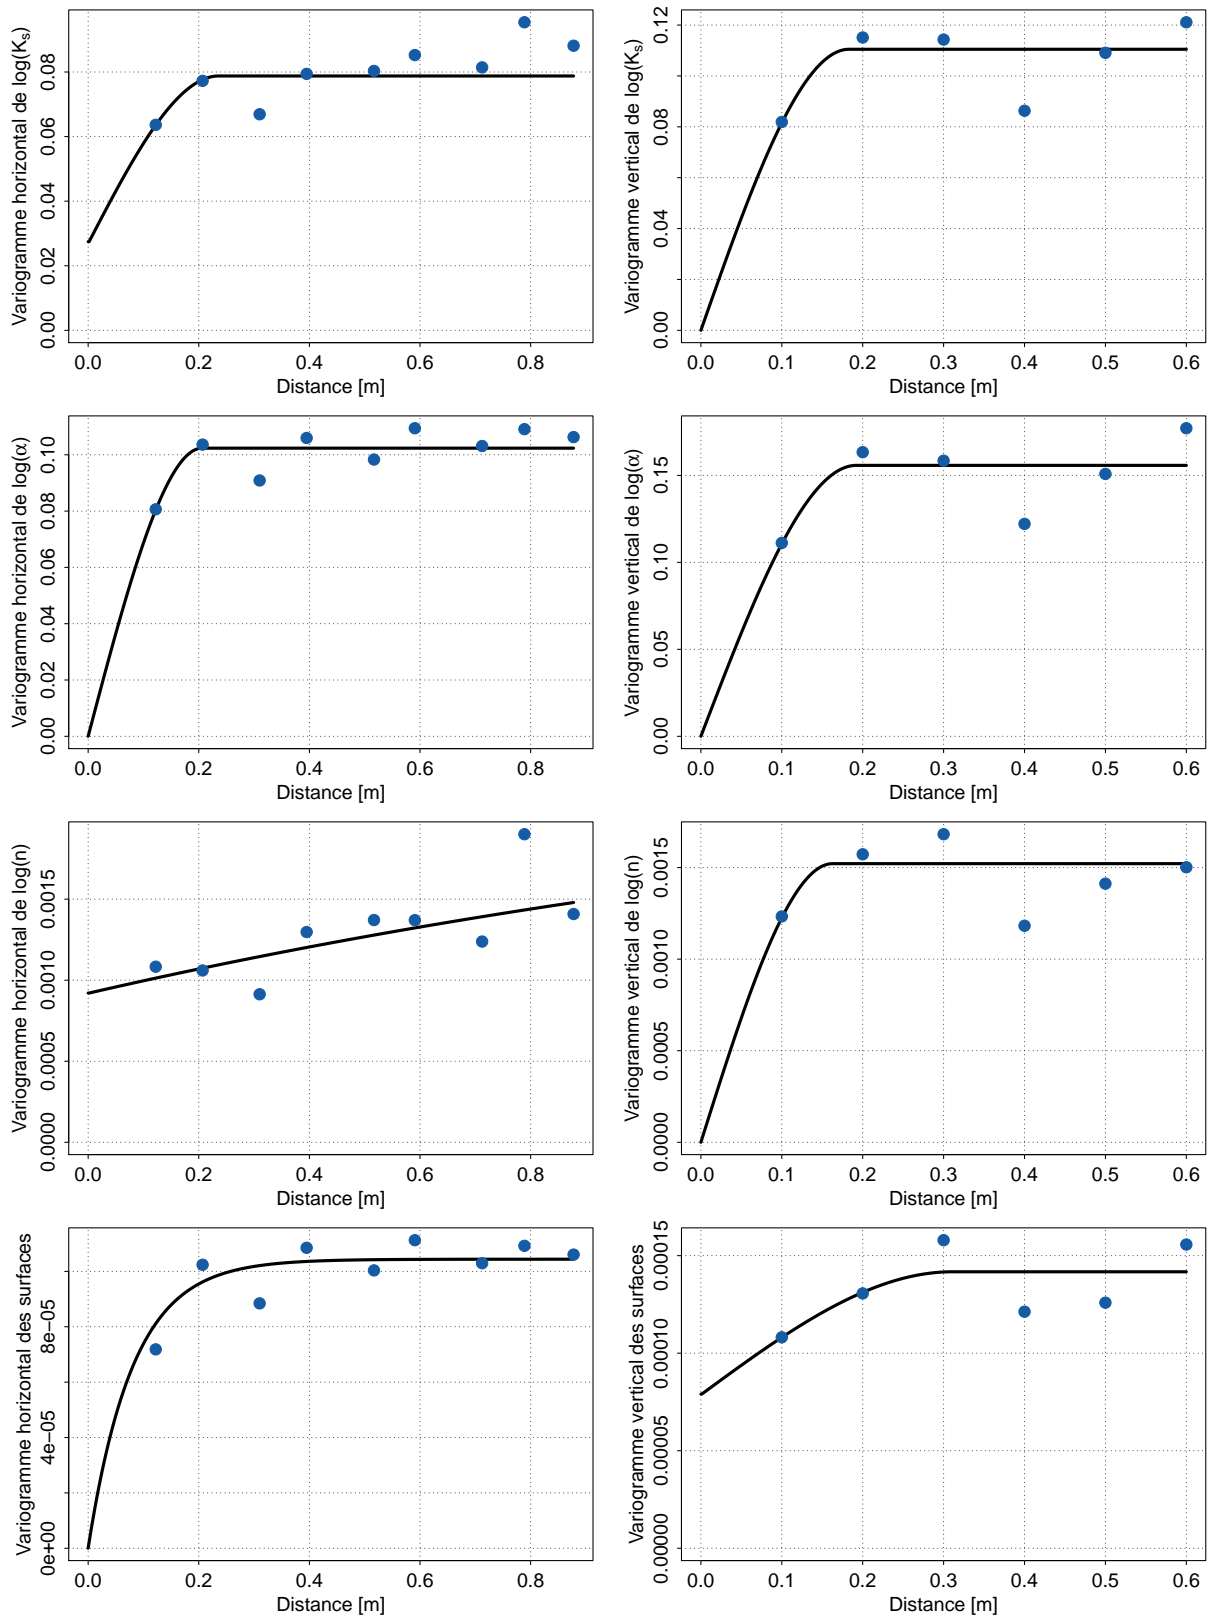 Variogramme horizontal de log(Kₛ)
0.00 0.02 0.04 0.06 0.08
0.0 0.2 0.4 0.6 0.8
Distance [m]
Variogramme vertical de log(Kₛ)
0.00 0.04 0.08 0.12
0.0 0.1 0.2 0.3 0.4 0.5 0.6
Distance [m]
Variogramme horizontal de log(α)
0.00 0.02 0.04 0.06 0.08 0.10
0.0 0.2 0.4 0.6 0.8
Distance [m]
Variogramme vertical de log(α)
0.00 0.05 0.10 0.15
0.0 0.1 0.2 0.3 0.4 0.5 0.6
Distance [m]
Variogramme horizontal de log(n)
0.0000 0.0005 0.0010 0.0015
0.0 0.2 0.4 0.6 0.8
Distance [m]
Variogramme vertical de log(n)
0.0000 0.0005 0.0010 0.0015
0.0 0.1 0.2 0.3 0.4 0.5 0.6
Distance [m]
Variogramme horizontal des surfaces
0e+00 4e−05 8e−05
0.0 0.2 0.4 0.6 0.8
Distance [m]
Variogramme vertical des surfaces
0.00000 0.00005 0.00010 0.00015
0.0 0.1 0.2 0.3 0.4 0.5 0.6
Distance [m]